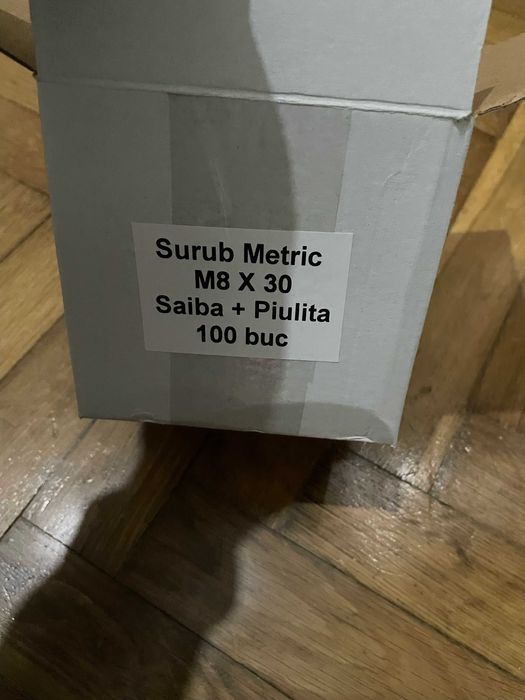 Surub Metric
M8 X 30
Saiba + Piulita
100 buc